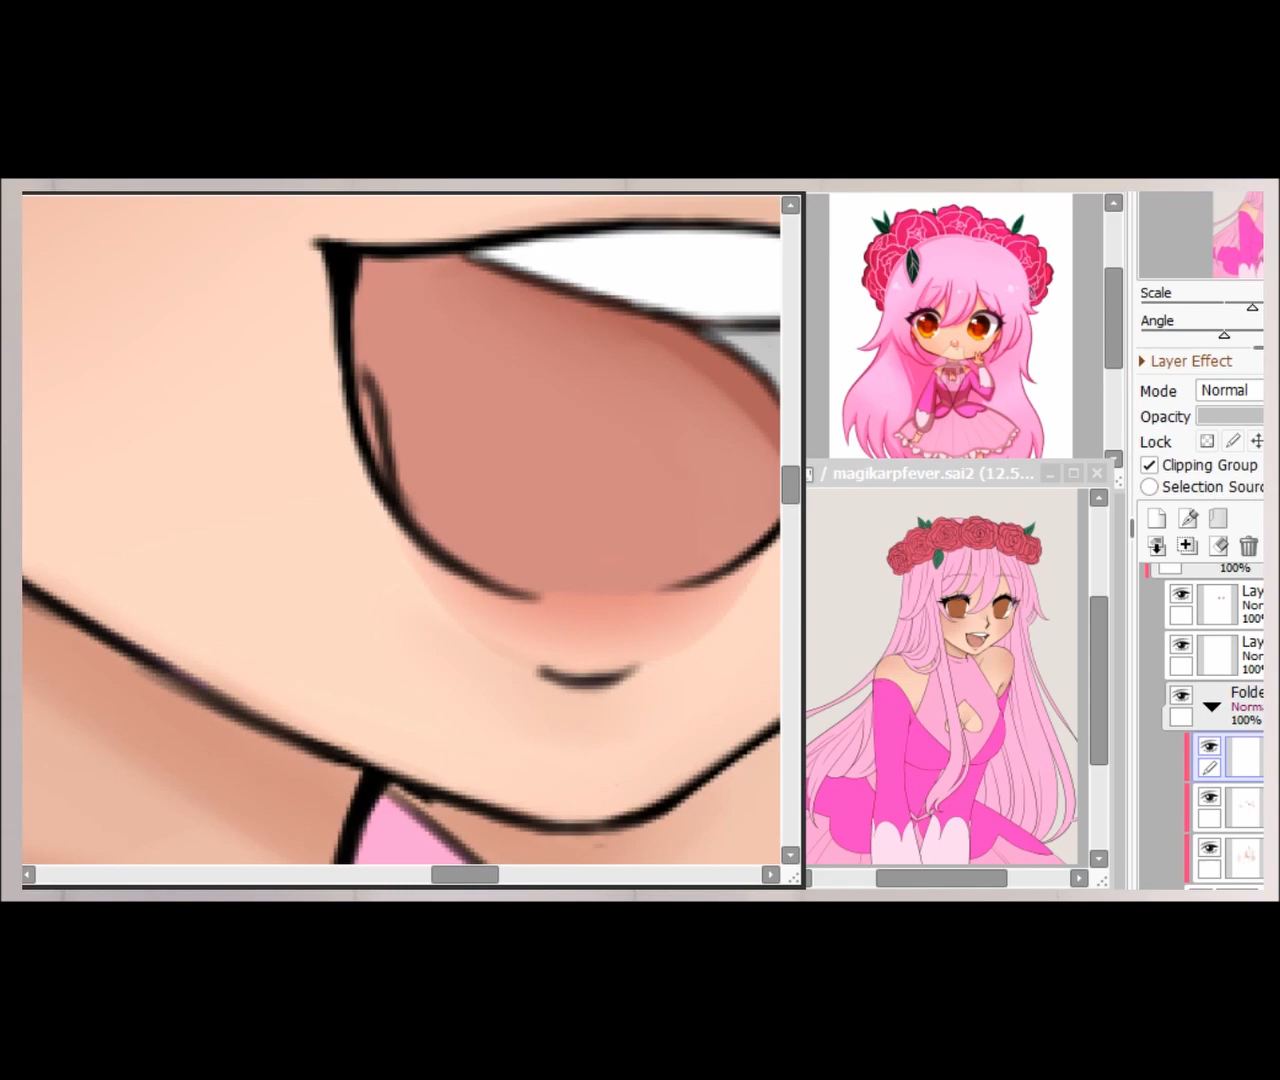 / magikarpfever.sai2 (12.5...
Scale
Angle
Layer Effect
Mode
Normal
Opacity
Lock
Clipping Group
Selection Sourc
100%
Lay
Nor
100%
Lay
Nor
100%
Folde
Norma
100%